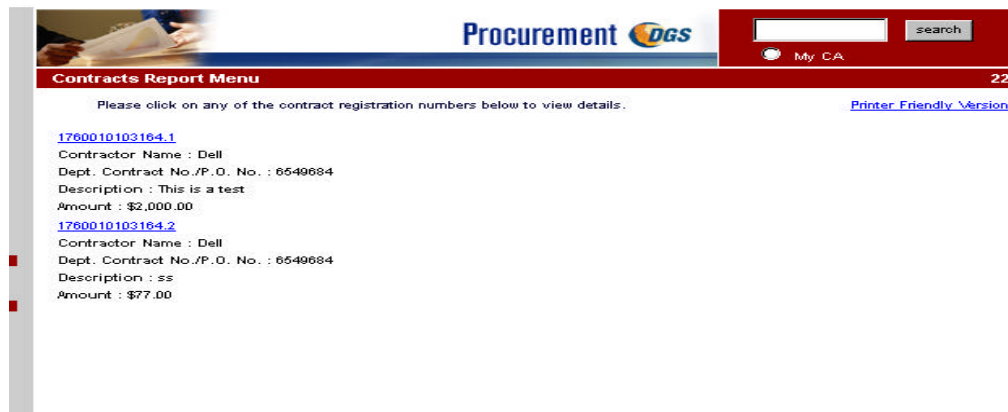 Procurement DGS
search
My CA
Contracts Report Menu 22
Please click on any of the contract registration numbers below to view details. Printer Friendly Version
1760010103164.1
Contractor Name : Dell
Dept. Contract No./P.O. No. : 6549684
Description : This is a test
Amount : $2,000.00
1760010103164.2
Contractor Name : Dell
Dept. Contract No./P.O. No. : 6549684
Description : ss
Amount : $77.00